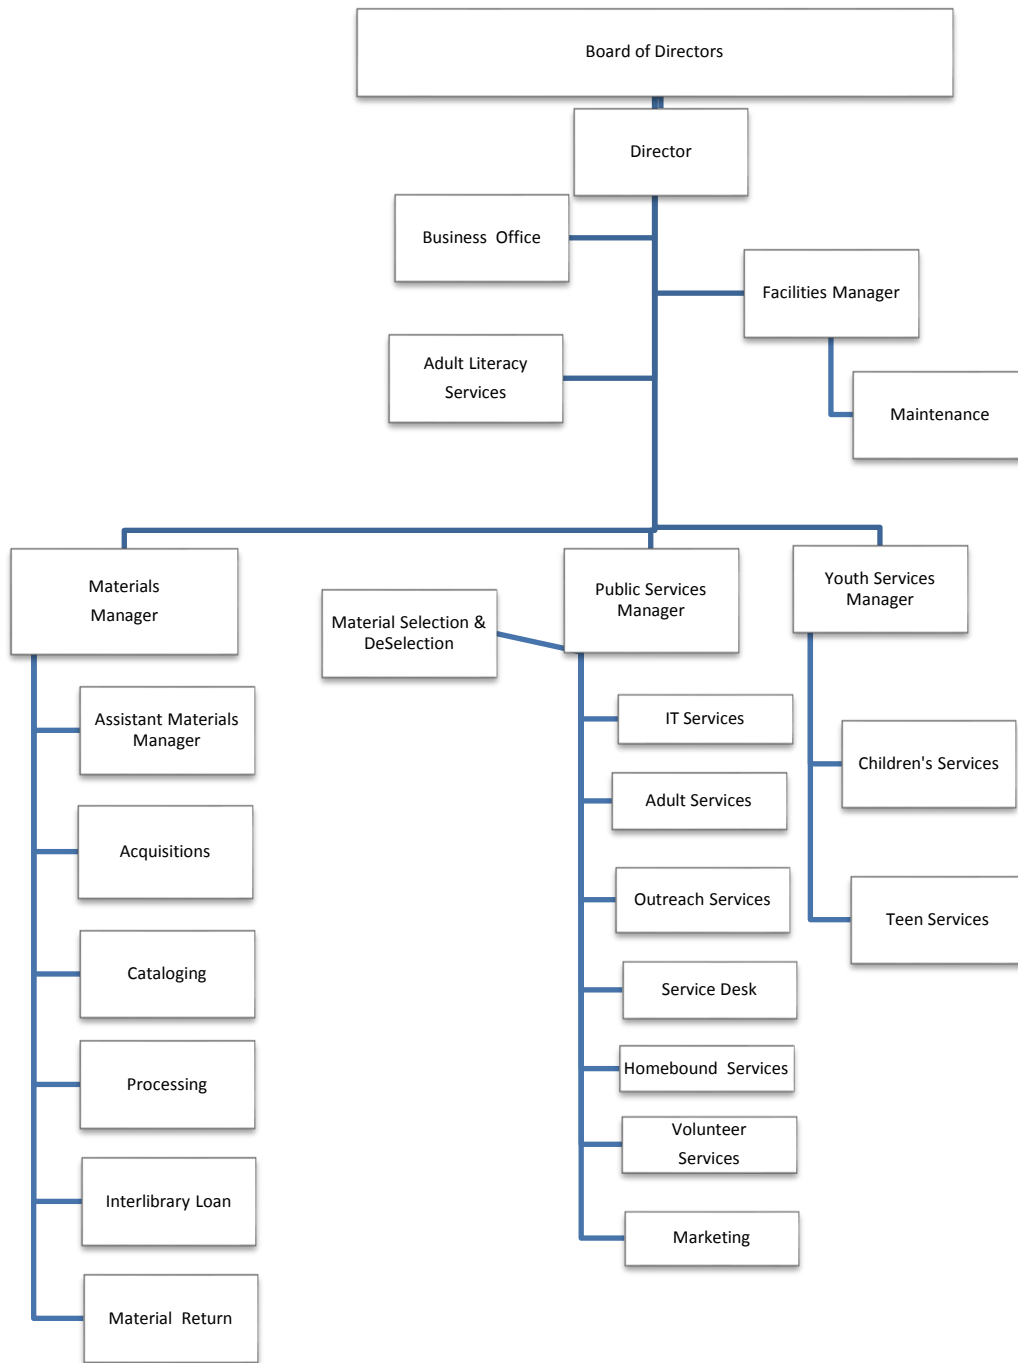 Board of Directors
Director
Business Office
Facilities Manager
Adult Literacy
Services
Maintenance
Materials
Manager
Public Services
Manager
Youth Services
Manager
Material Selection &
DeSelection
Assistant Materials
Manager
Acquisitions
Cataloging
Processing
Interlibrary Loan
Material Return
IT Services
Adult Services
Outreach Services
Service Desk
Homebound Services
Volunteer
Services
Marketing
Children's Services
Teen Services